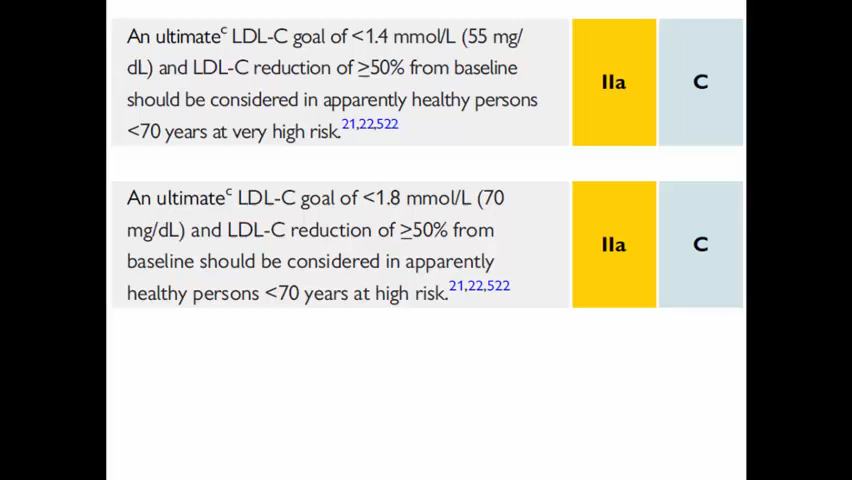 An ultimatec LDL-C goal of <1.4 mmol/L (55 mg/
dL) and LDL-C reduction of ≥50% from baseline
should be considered in apparently healthy persons
<70 years at very high risk.21,22,522
IIa
C
An ultimatec LDL-C goal of <1.8 mmol/L (70
mg/dL) and LDL-C reduction of ≥50% from
baseline should be considered in apparently
healthy persons <70 years at high risk.21,22,522
IIa
C